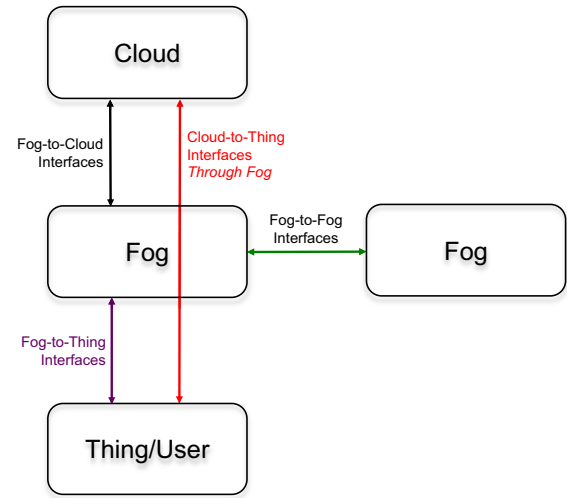 Cloud
Fog-to-Cloud
Interfaces
Cloud-to-Thing
Interfaces
Through Fog
Fog
Fog-to-Fog
Interfaces
Fog
Fog-to-Thing
Interfaces
Thing/User